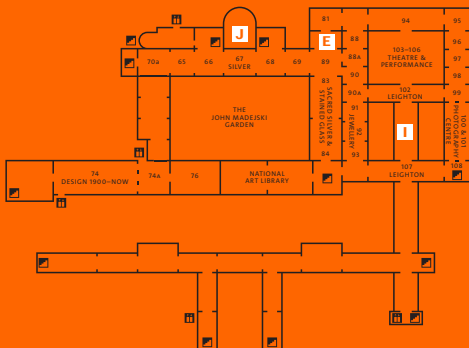 81
94
95
J
E
88
96
103–106
THEATRE &
PERFORMANCE
88A
97
70a
65
66
67
SILVER
68
69
89
90
98
83
102
LEIGHTON
90A
99
SACRED SILVER &
STAINED GLASS
91
JEWELLERY
92
93
THE
JOHN MADEJSKI
GARDEN
I
100 & 101
PHOTOGRAPHY
CENTRE
84
74
DESIGN 1900–NOW
74A
76
NATIONAL
ART LIBRARY
107
LEIGHTON
108